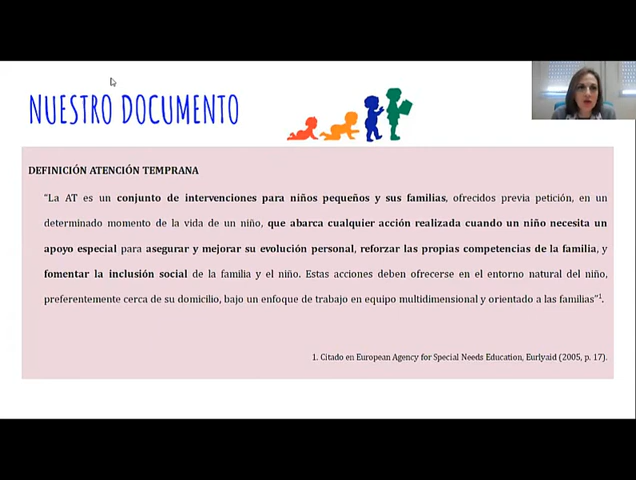 NUESTRO DOCUMENTO
DEFINICIÓN ATENCIÓN TEMPRANA
“La AT es un conjunto de intervenciones para niños pequeños y sus familias, ofrecidos previa petición, en un
determinado momento de la vida de un niño, que abarca cualquier acción realizada cuando un niño necesita un
apoyo especial para asegurar y mejorar su evolución personal, reforzar las propias competencias de la familia, y
fomentar la inclusión social de la familia y el niño. Estas acciones deben ofrecerse en el entorno natural del niño,
preferentemente cerca de su domicilio, bajo un enfoque de trabajo en equipo multidimensional y orientado a las familias”1.
1. Citado en European Agency for Special Needs Education, Eurlyaid (2005, p. 17).